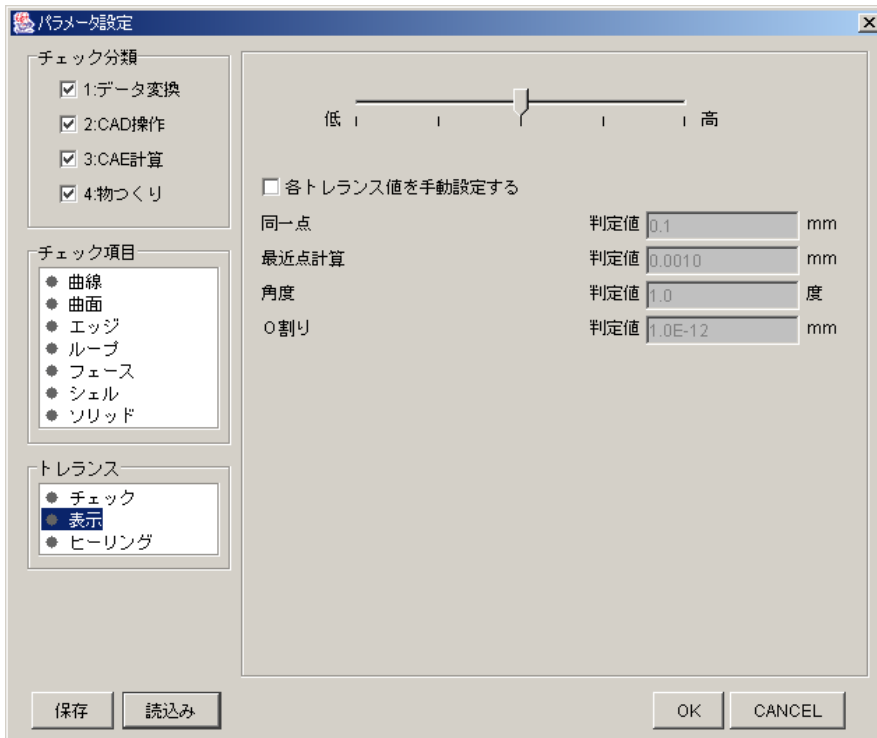 パラメータ設定
チェック分類
1:データ変換
2:CAD操作
3:CAE計算
4:物つくり
チェック項目
曲線
曲面
エッジ
ループ
フェース
シェル
ソリッド
トレランス
チェック
表示
ヒーリング
低 高
各トレランス値を手動設定する
同一点 判定値 0.1 mm
最近点計算 判定値 0.0010 mm
角度 判定値 1.0 度
0割り 判定値 1.0E-12 mm
保存 読込み OK CANCEL